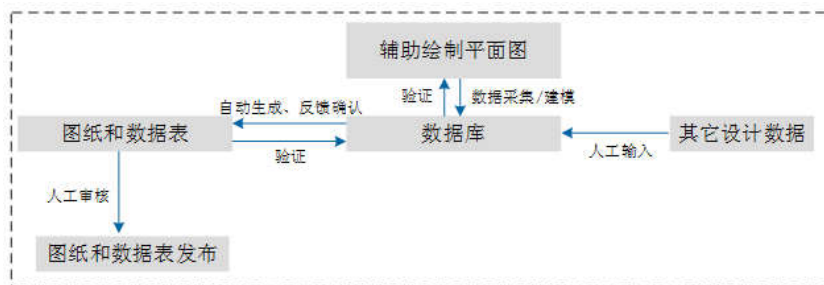 辅助绘制平面图
验证
数据采集/建模
自动生成、反馈确认
图纸和数据表
数据库
其它设计数据
验证
人工输入
人工审核
图纸和数据表发布